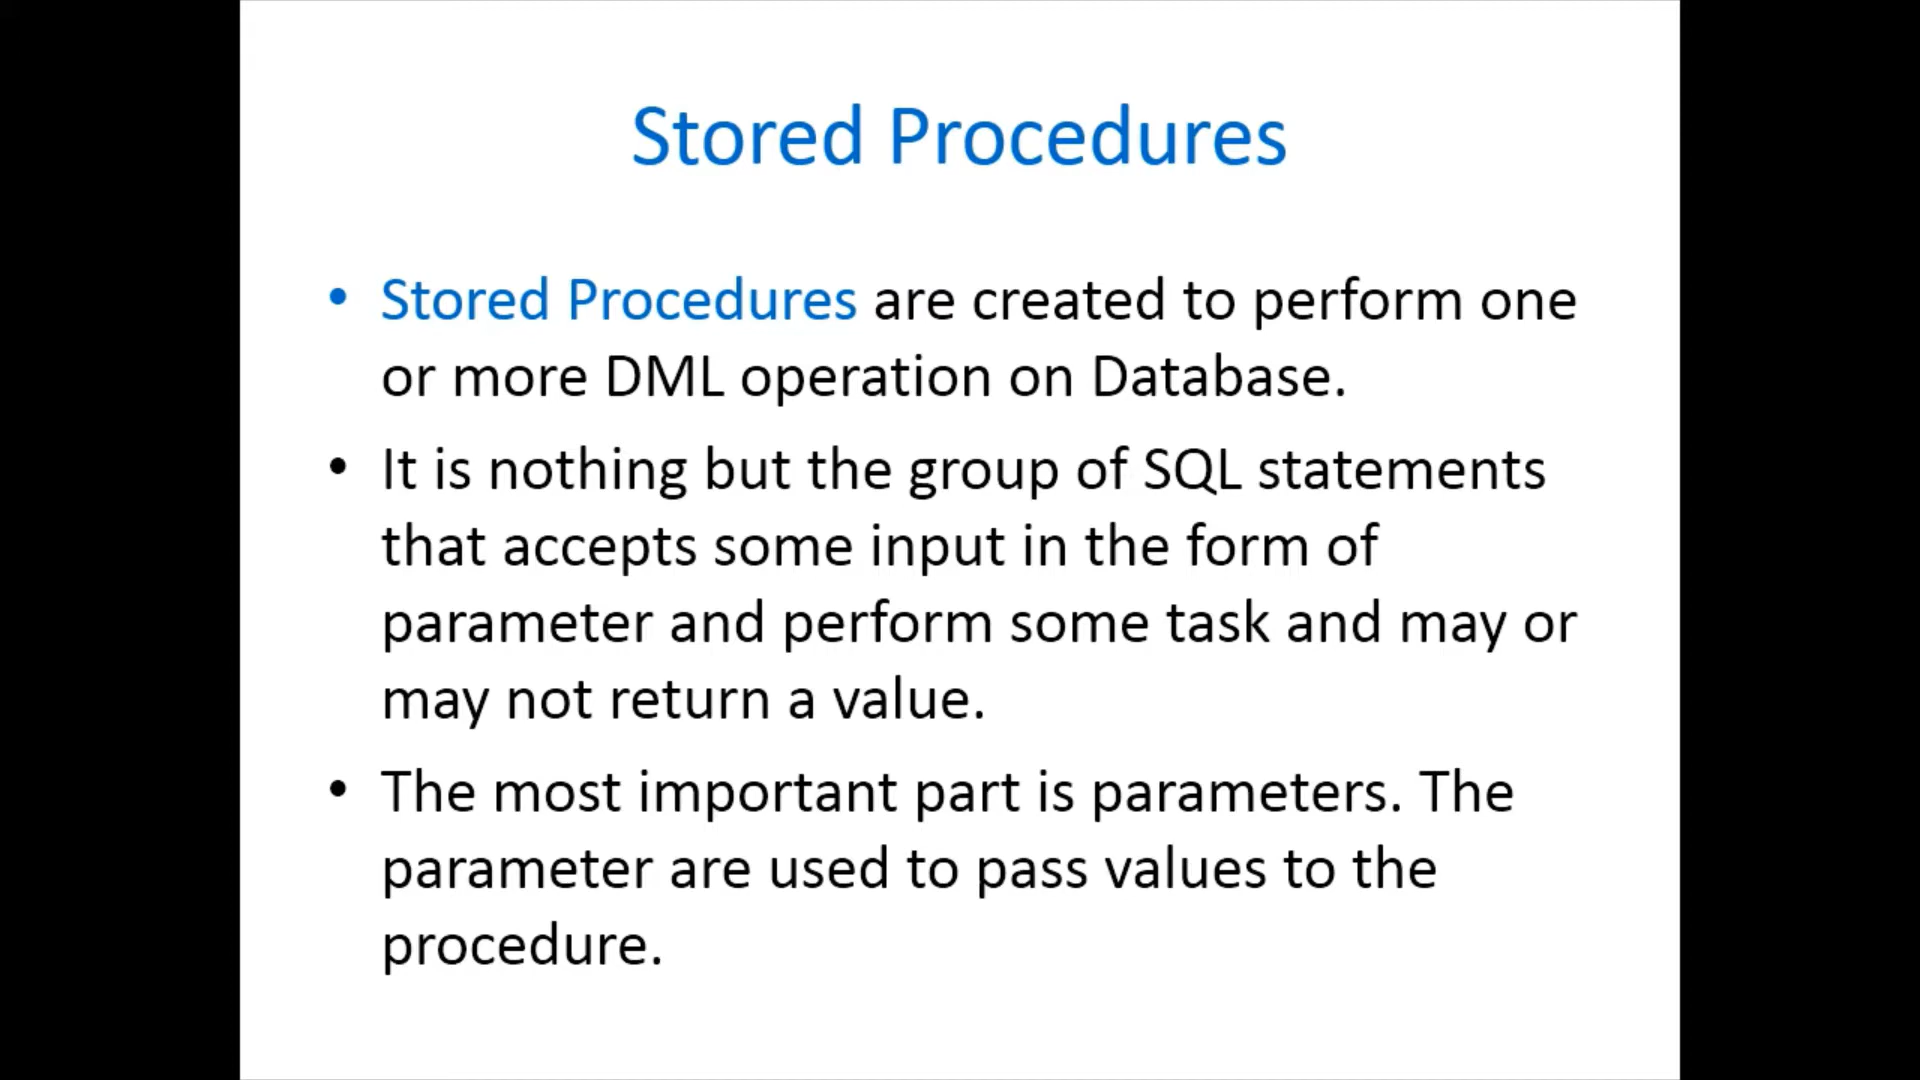 Stored Procedures
• Stored Procedures are created to perform one
or more DML operation on Database.
• It is nothing but the group of SQL statements
that accepts some input in the form of
parameter and perform some task and may or
may not return a value.
• The most important part is parameters. The
parameter are used to pass values to the
procedure.